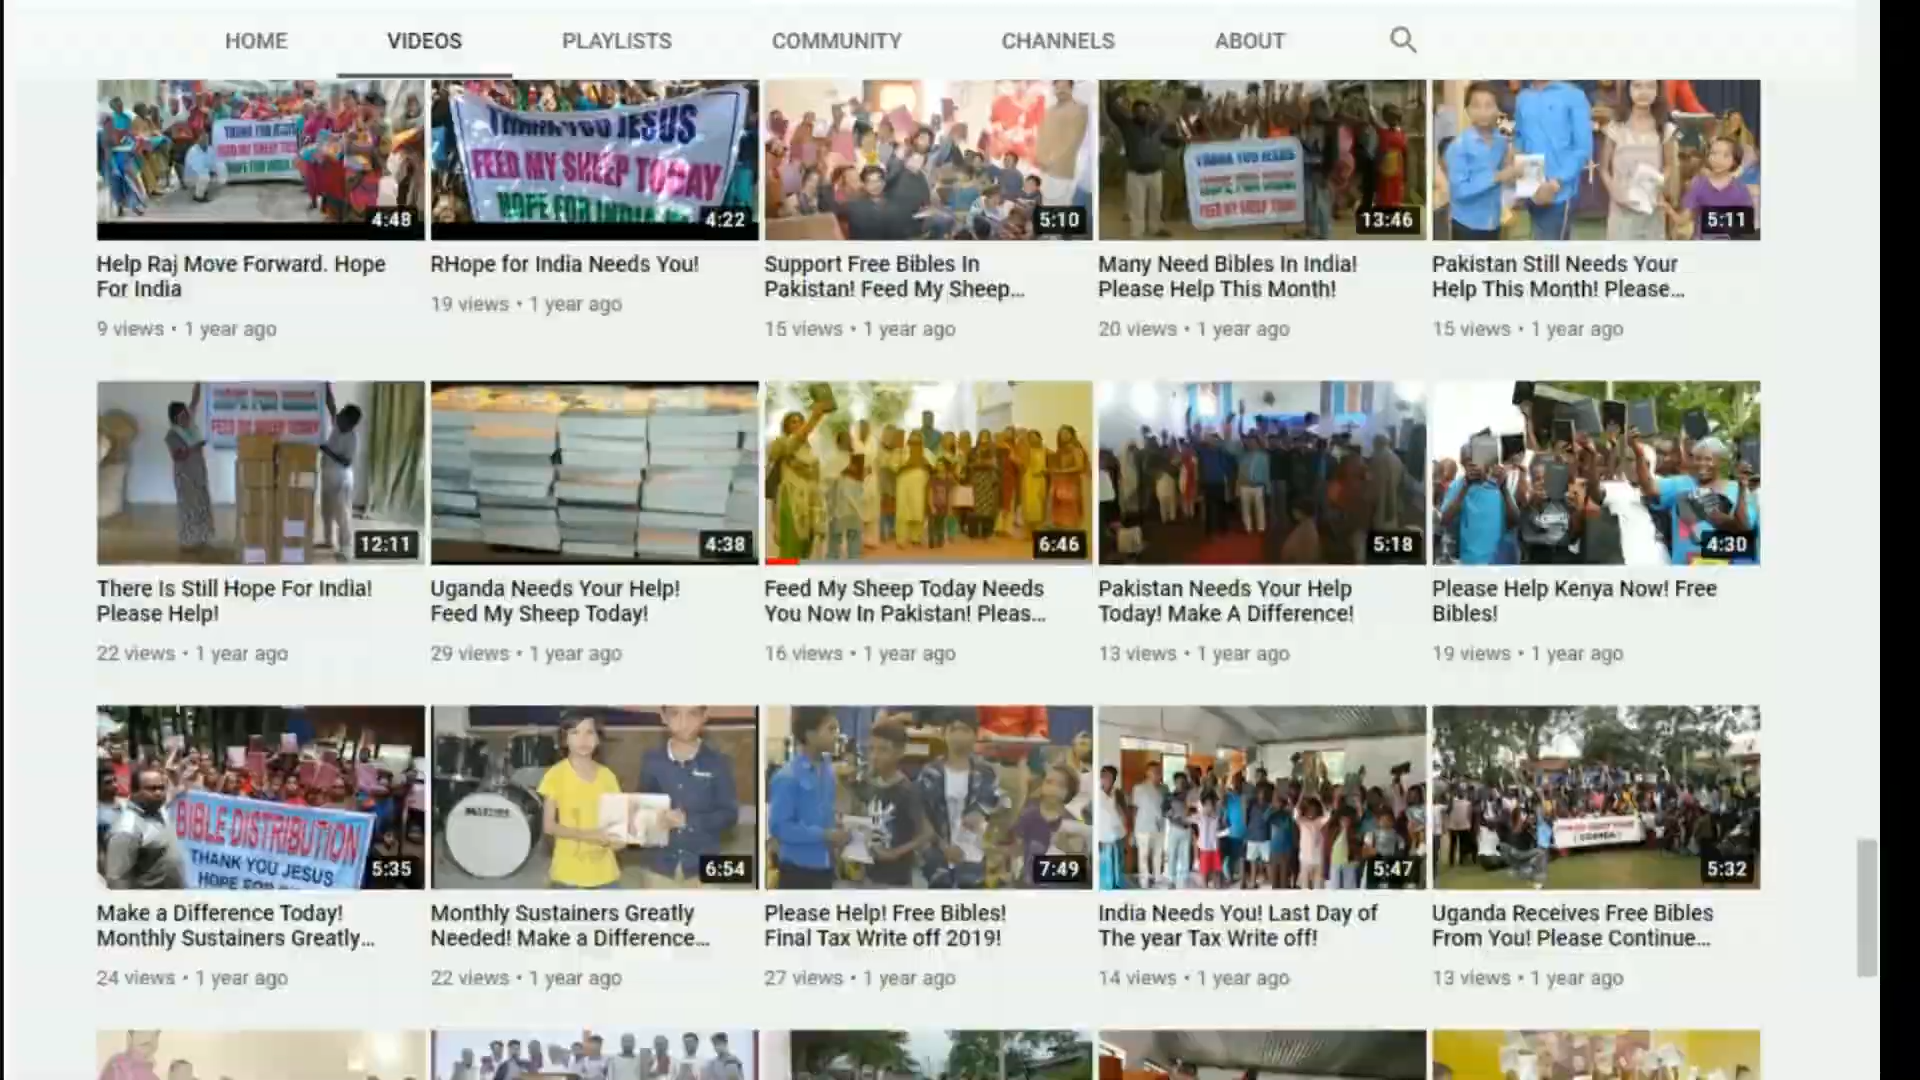 HOME VIDEOS PLAYLISTS COMMUNITY CHANNELS ABOUT
THANK YOU JESUS
FEED MY SHEEP TODAY
HOPE FOR INDIA
4:48 4:22 5:10 13:46 5:11
Help Raj Move Forward. Hope
For India
9 views • 1 year ago
RHope for India Needs You!
19 views • 1 year ago
Support Free Bibles In
Pakistan! Feed My Sheep...
15 views • 1 year ago
Many Need Bibles In India!
Please Help This Month!
20 views • 1 year ago
Pakistan Still Needs Your
Help This Month! Please...
15 views • 1 year ago
FEED MY SHEEP TODAY
12:11 4:38 6:46 5:18 4:30
There Is Still Hope For India!
Please Help!
22 views • 1 year ago
Uganda Needs Your Help!
Feed My Sheep Today!
29 views • 1 year ago
Feed My Sheep Today Needs
You Now In Pakistan! Pleas...
16 views • 1 year ago
Pakistan Needs Your Help
Today! Make A Difference!
13 views • 1 year ago
Please Help Kenya Now! Free
Bibles!
19 views • 1 year ago
BIBLE DISTRIBUTION
THANK YOU JESUS
HOPE FOR
5:35 6:54 7:49 5:47 5:32
Make a Difference Today!
Monthly Sustainers Greatly...
24 views • 1 year ago
Monthly Sustainers Greatly
Needed! Make a Difference...
22 views • 1 year ago
Please Help! Free Bibles!
Final Tax Write off 2019!
27 views • 1 year ago
India Needs You! Last Day of
The year Tax Write off!
14 views • 1 year ago
Uganda Receives Free Bibles
From You! Please Continue...
13 views • 1 year ago